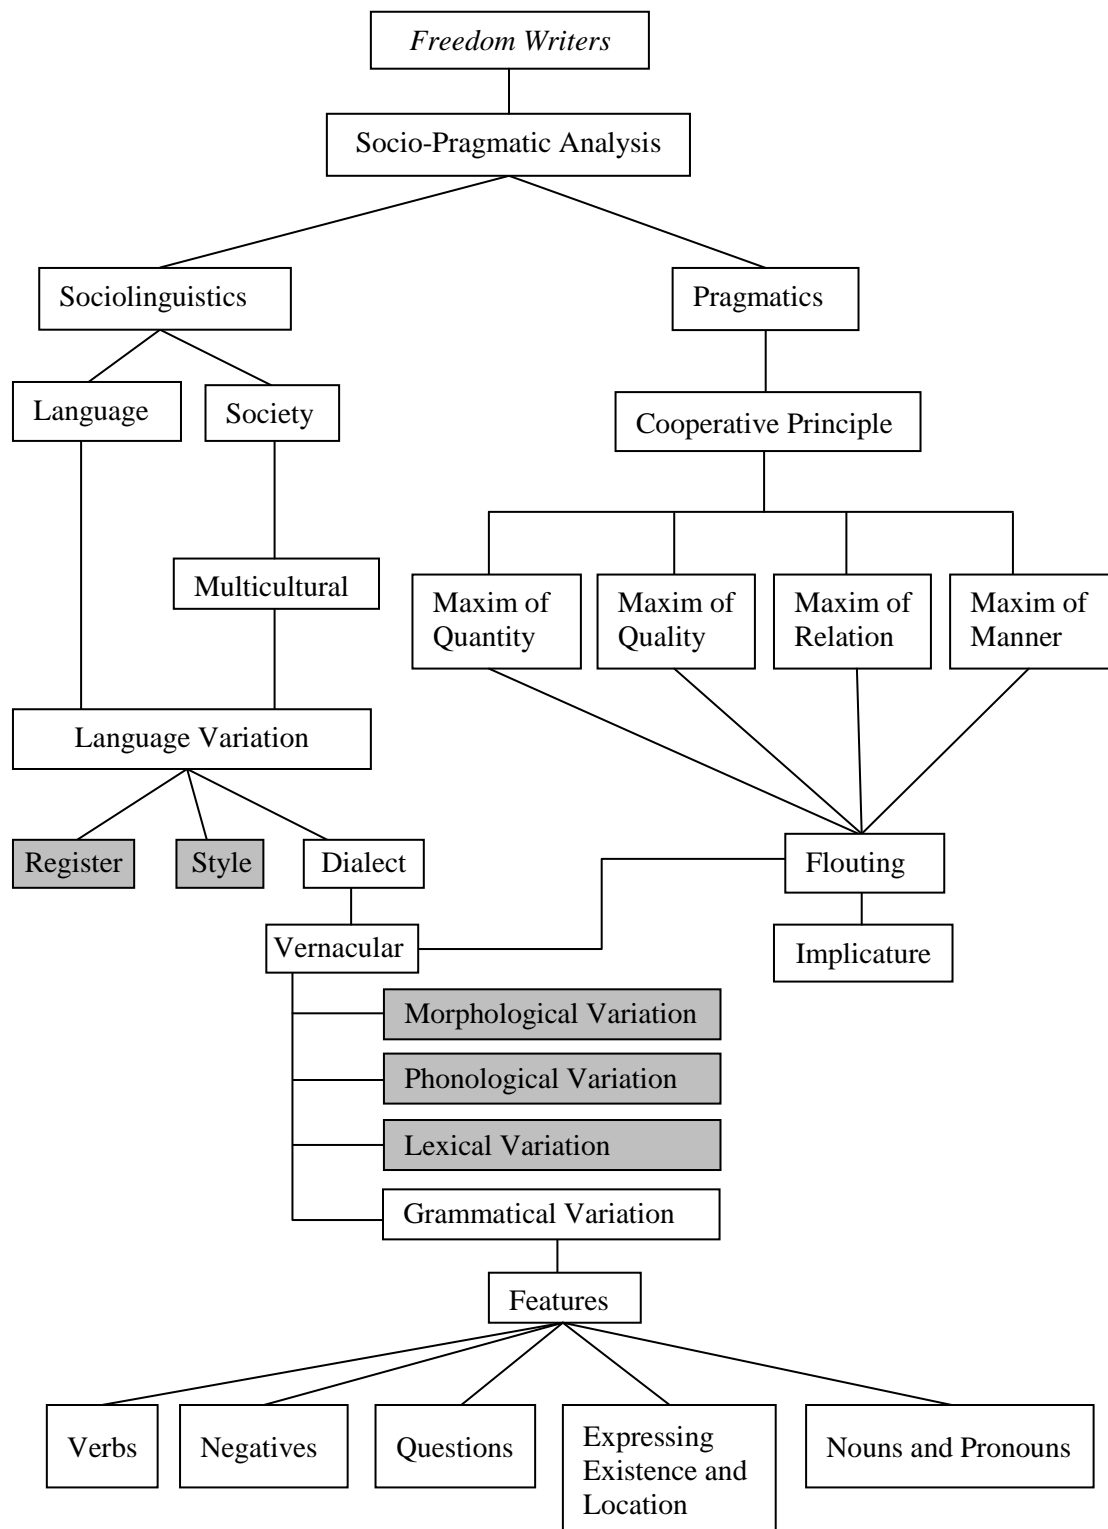 Freedom Writers
Socio-Pragmatic Analysis
Sociolinguistics
Pragmatics
Language
Society
Cooperative Principle
Multicultural
Maxim of
Quantity
Maxim of
Quality
Maxim of
Relation
Maxim of
Manner
Language Variation
Register
Style
Dialect
Flouting
Vernacular
Implicature
Morphological Variation
Phonological Variation
Lexical Variation
Grammatical Variation
Features
Verbs
Negatives
Questions
Expressing
Existence and
Location
Nouns and Pronouns